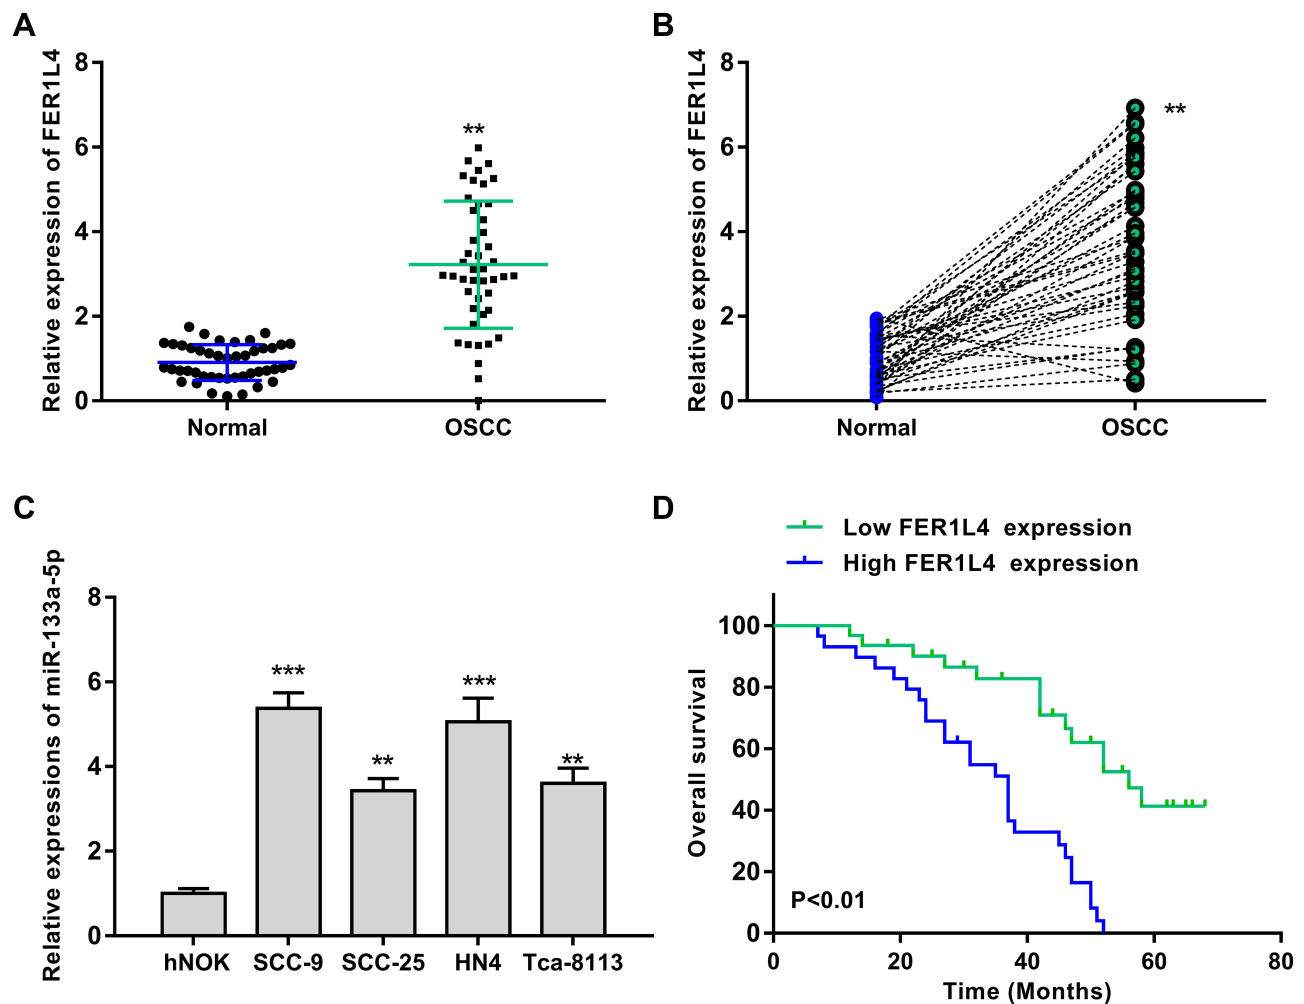 A
Relative expression of FER1L4
8
6
4
2
0
**
Normal
OSCC
B
Relative expression of FER1L4
8
6
4
2
0
**
Normal
OSCC
C
Relative expressions of miR-133a-5p
8
6
4
2
0
***
**
***
**
hNOK
SCC-9
SCC-25
HN4
Tca-8113
D
Low FER1L4 expression
High FER1L4 expression
Overall survival
100
80
60
40
20
0
P<0.01
0
20
40
60
80
Time (Months)